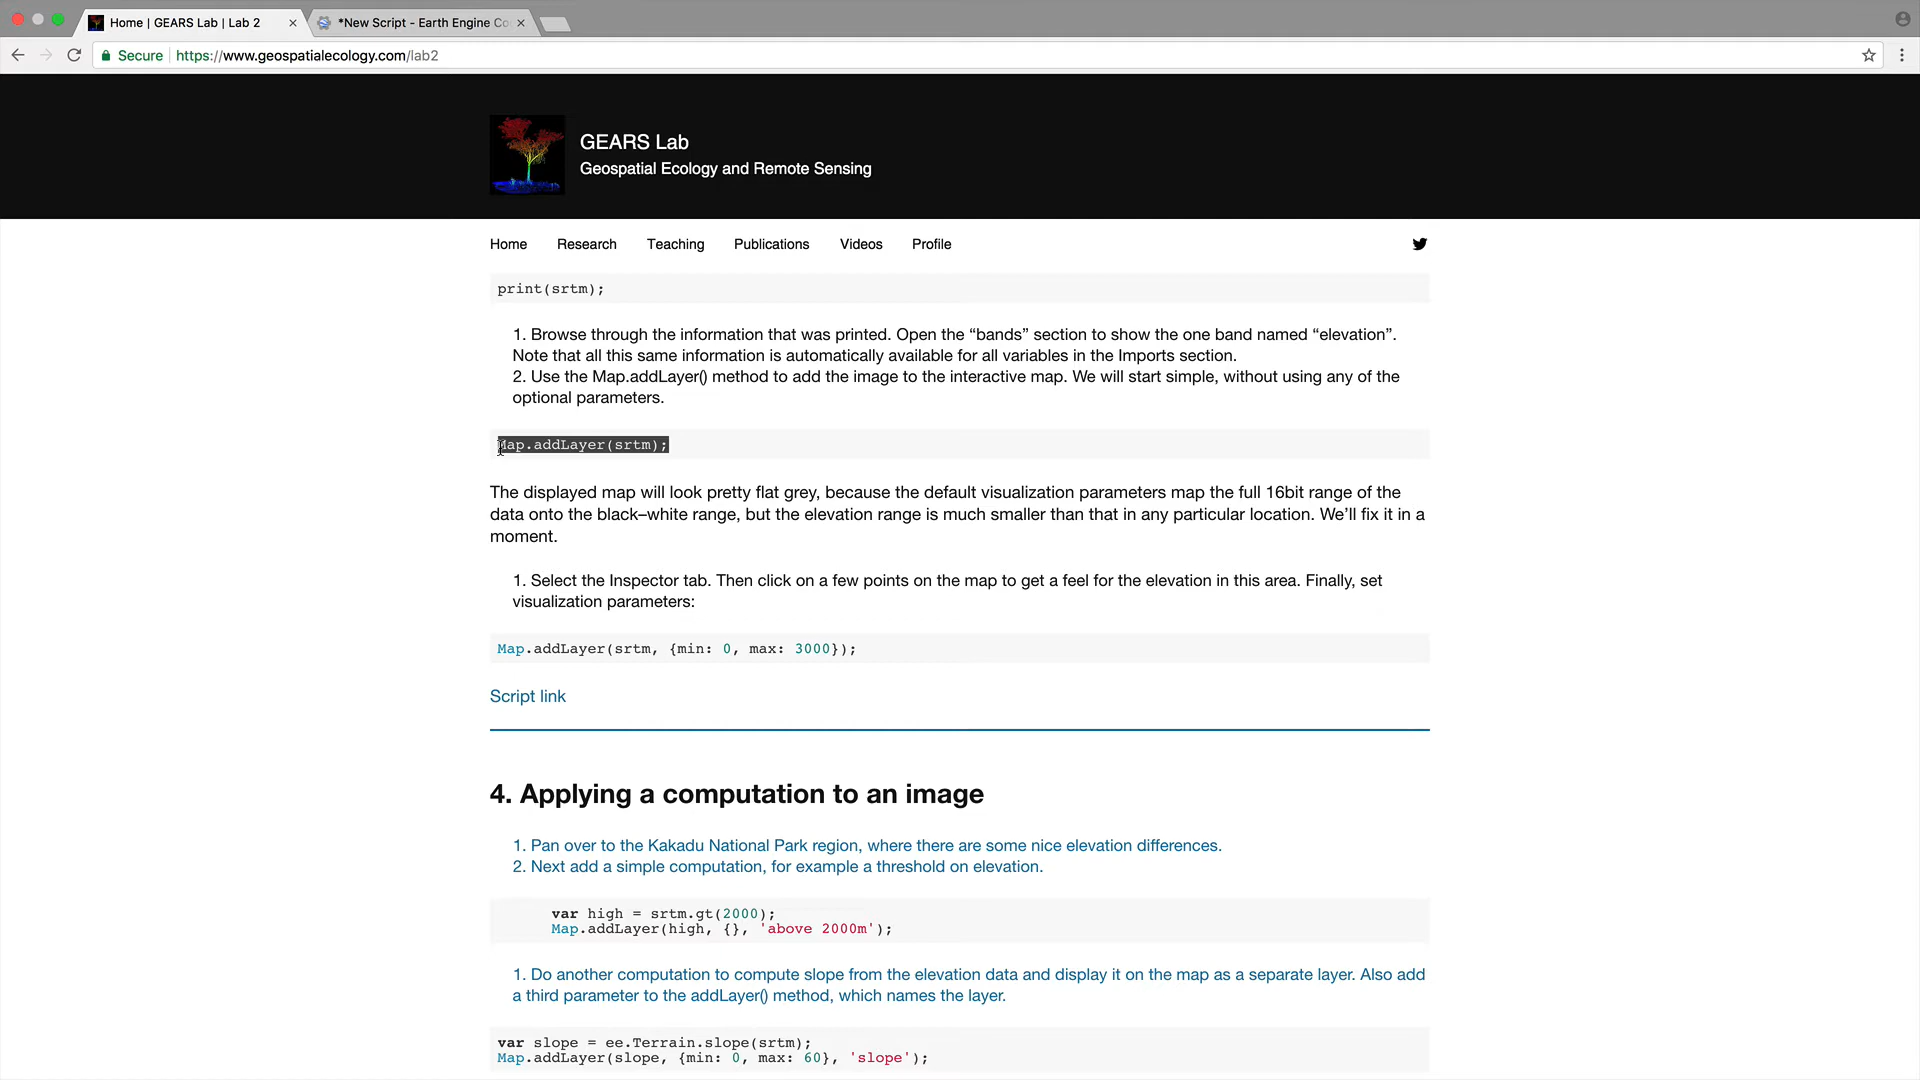 Home | GEARS Lab | Lab 2
*New Script - Earth Engine Co
Secure
https://www.geospatialecology.com/lab2
GEARS Lab
Geospatial Ecology and Remote Sensing
Home
Research
Teaching
Publications
Videos
Profile
print(srtm);
1. Browse through the information that was printed. Open the “bands” section to show the one band named “elevation”.
Note that all this same information is automatically available for all variables in the Imports section.
2. Use the Map.addLayer() method to add the image to the interactive map. We will start simple, without using any of the
optional parameters.
Map.addLayer(srtm);
The displayed map will look pretty flat grey, because the default visualization parameters map the full 16bit range of the
data onto the black–white range, but the elevation range is much smaller than that in any particular location. We’ll fix it in a
moment.
1. Select the Inspector tab. Then click on a few points on the map to get a feel for the elevation in this area. Finally, set
visualization parameters:
Map.addLayer(srtm, {min: 0, max: 3000});
Script link
4. Applying a computation to an image
1. Pan over to the Kakadu National Park region, where there are some nice elevation differences.
2. Next add a simple computation, for example a threshold on elevation.
var high = srtm.gt(2000);
Map.addLayer(high, {}, 'above 2000m');
1. Do another computation to compute slope from the elevation data and display it on the map as a separate layer. Also add
a third parameter to the addLayer() method, which names the layer.
var slope = ee.Terrain.slope(srtm);
Map.addLayer(slope, {min: 0, max: 60}, 'slope');